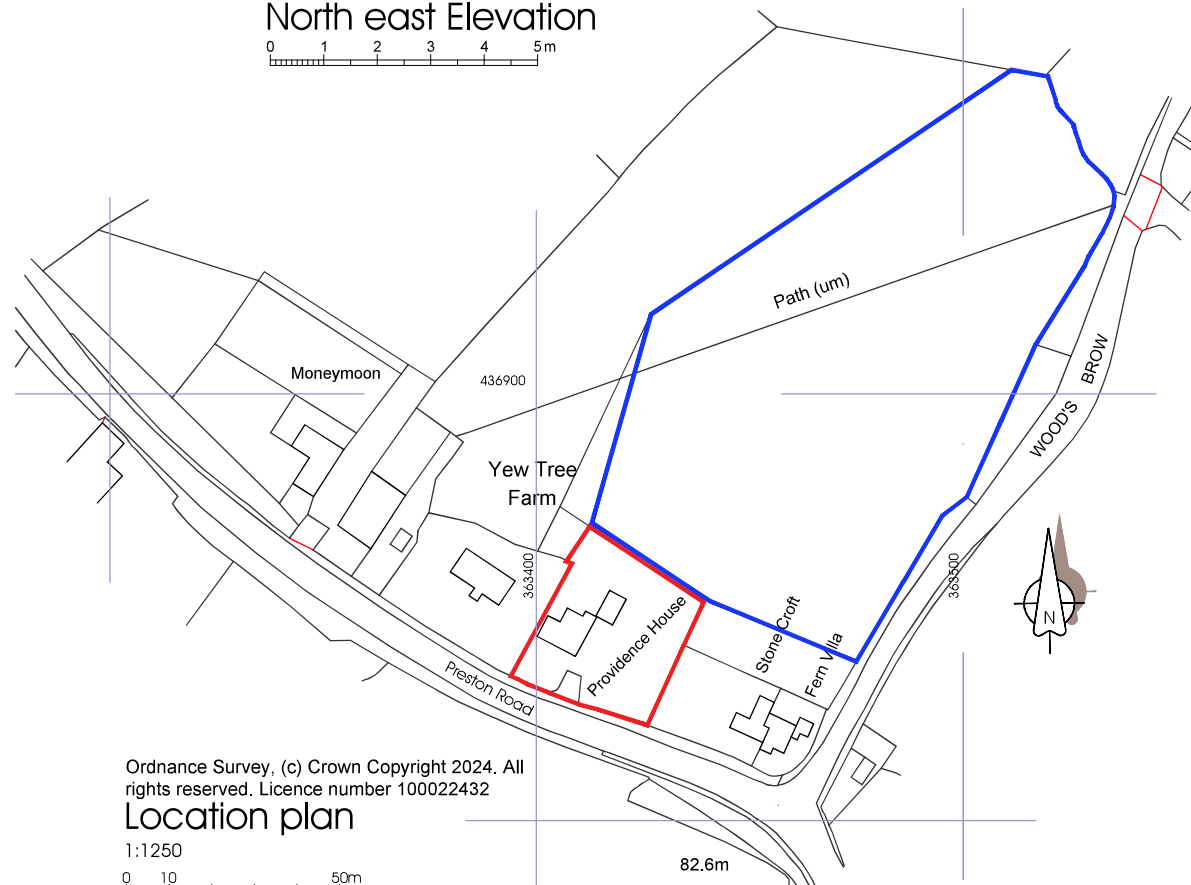 North east Elevation
0 1 2 3 4 5 m
Path (um)
Moneymoon
436900
BROW
WOOD'S
Yew Tree
Farm
363400
363500
Stone Croft
Providence House
Fern Villa
N
Preston Road
Ordnance Survey, (c) Crown Copyright 2024. All
rights reserved. Licence number 100022432
Location plan
1:1250
82.6m
0 10 50m